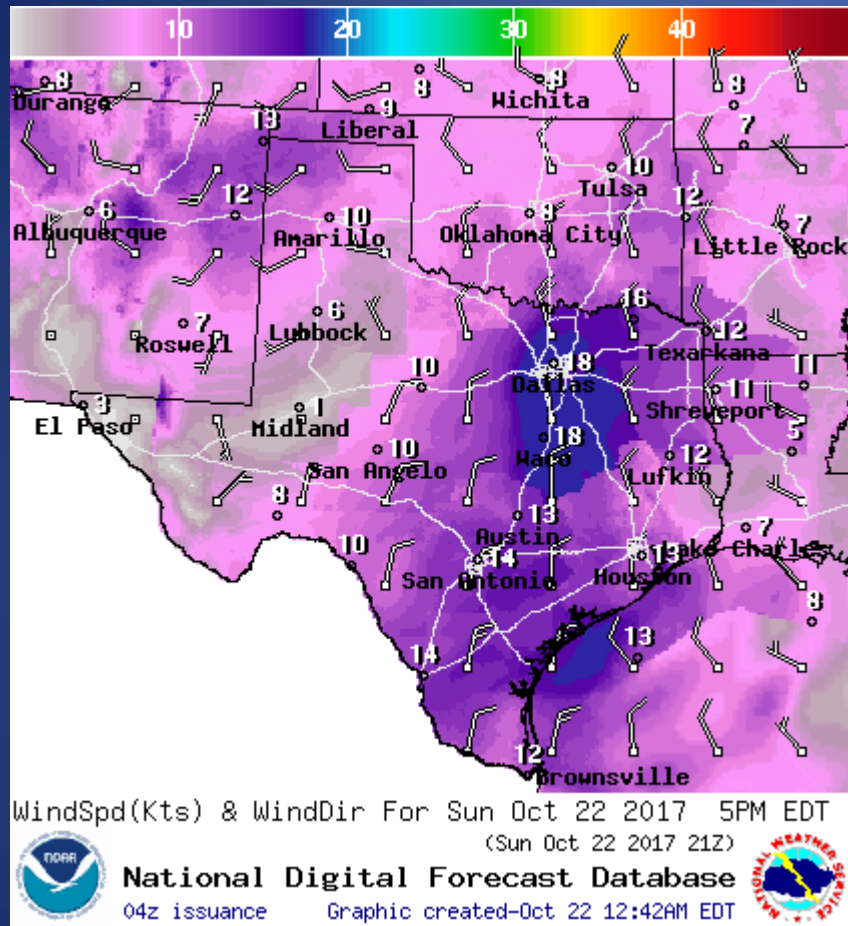 10 20 30 40
8 8 8 8
Durango Wichita
13 Liberal 9 7
10
Tulsa
6 12 10 8 12 7
Albuquerque Amarillo Oklahoma City Little Rock
7 6 16 12
Roswell Lubbock Texarkana
10 18 11
Dallas
3 1 11
El Paso Midland Shreveport
10 18 12 5
San Angelo Waco Lufkin
8 13 7
Austin
10 14 13 Lake Charles
San Antonio Houston
8
14 13
12
Brownsville
WindSpd(Kts) & WindDir For Sun Oct 22 2017 5PM EDT
(Sun Oct 22 2017 21Z)
NOAA
National Digital Forecast Database
04z issuance Graphic created-Oct 22 12:42AM EDT
NATIONAL WEATHER SERVICE